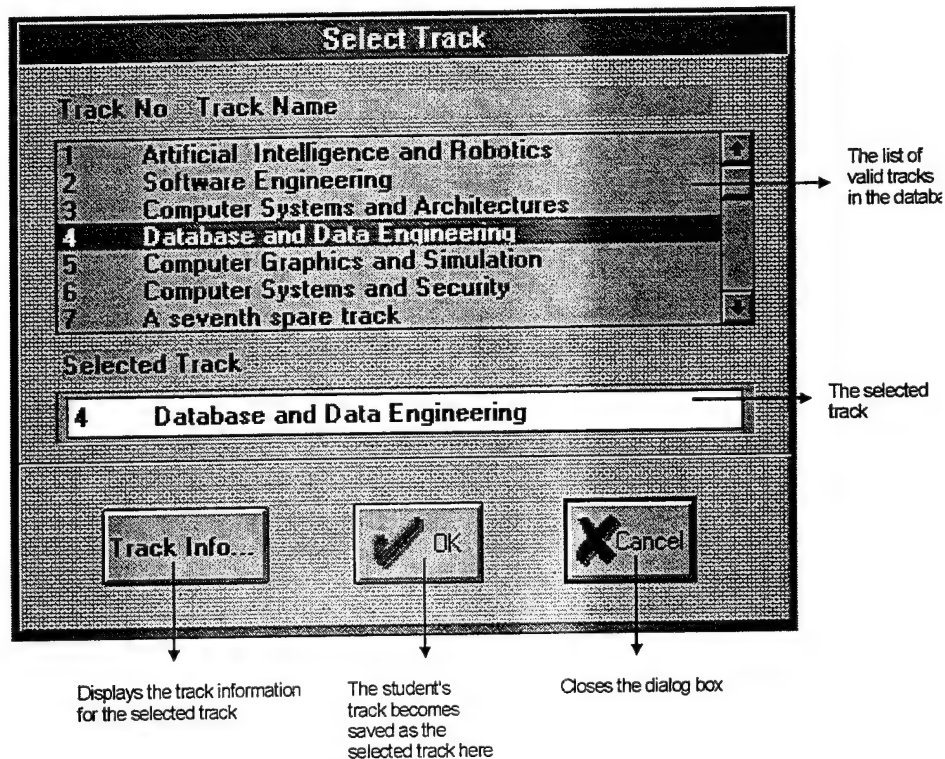 Select Track
Track No Track Name
1 Artificial Intelligence and Robotics
2 Software Engineering
3 Computer Systems and Architectures
4 Database and Data Engineering
5 Computer Graphics and Simulation
6 Computer Systems and Security
7 A seventh spare track
The list of
valid tracks
in the databa
Selected Track
4 Database and Data Engineering
The selected
track
Track Info...
OK
Cancel
Displays the track information
for the selected track
The student's
track becomes
saved as the
selected track here
Closes the dialog box